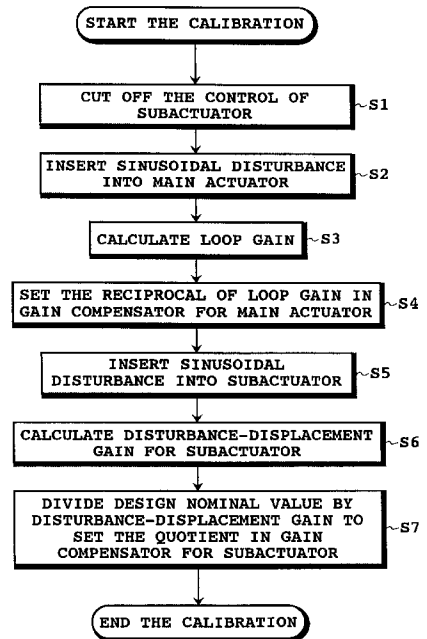 START THE CALIBRATION
CUT OFF THE CONTROL OF
SUBACTUATOR
S1
INSERT SINUSOIDAL DISTURBANCE
INTO MAIN ACTUATOR
S2
CALCULATE LOOP GAIN
S3
SET THE RECIPROCAL OF LOOP GAIN IN
GAIN COMPENSATOR FOR MAIN ACTUATOR
S4
INSERT SINUSOIDAL
DISTURBANCE INTO SUBACTUATOR
S5
CALCULATE DISTURBANCE-DISPLACEMENT
GAIN FOR SUBACTUATOR
S6
DIVIDE DESIGN NOMINAL VALUE BY
DISTURBANCE-DISPLACEMENT GAIN TO
SET THE QUOTIENT IN GAIN
COMPENSATOR FOR SUBACTUATOR
S7
END THE CALIBRATION